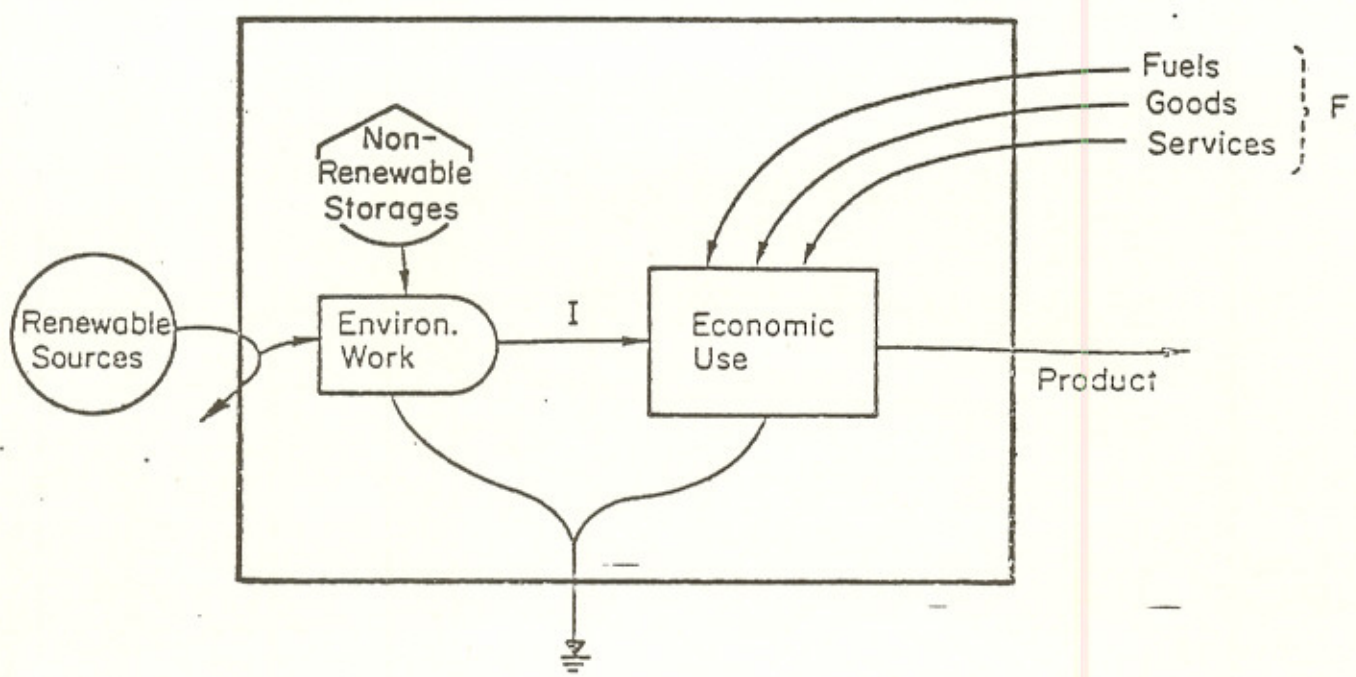 Fuels
Goods
Services
F
Non-
Renewable
Storages
Renewable
Sources
Environ.
Work
I
Economic
Use
Product